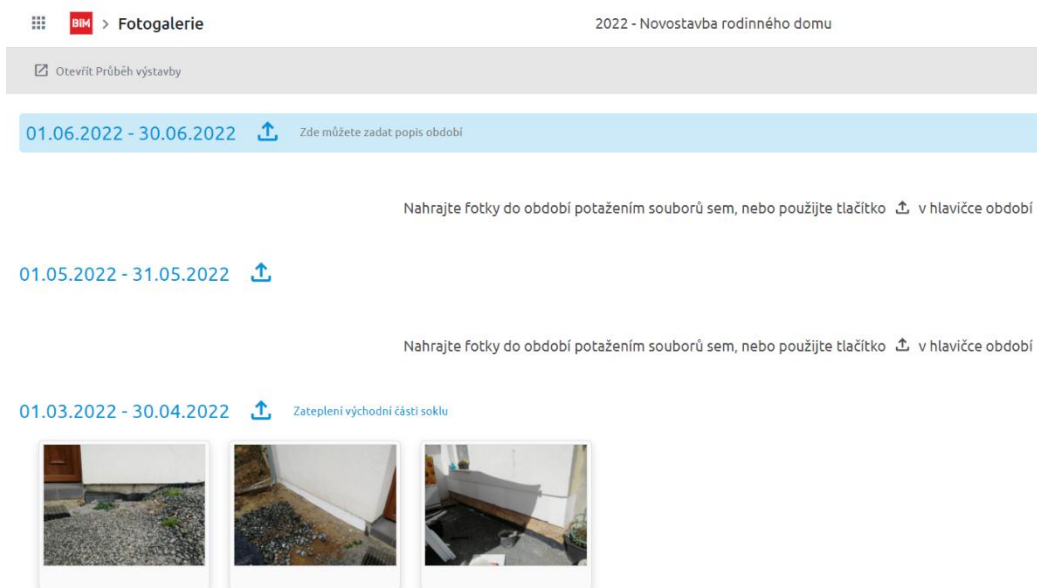 BIM > Fotogalerie
2022 - Novostavba rodinného domu
Otevřít Průběh výstavby
01.06.2022 - 30.06.2022 Zde můžete zadat popis období
Nahrajte fotky do období potažením souborů sem, nebo použijte tlačítko v hlavičce období
01.05.2022 - 31.05.2022
Nahrajte fotky do období potažením souborů sem, nebo použijte tlačítko v hlavičce období
01.03.2022 - 30.04.2022 Zateplení východní části soklu